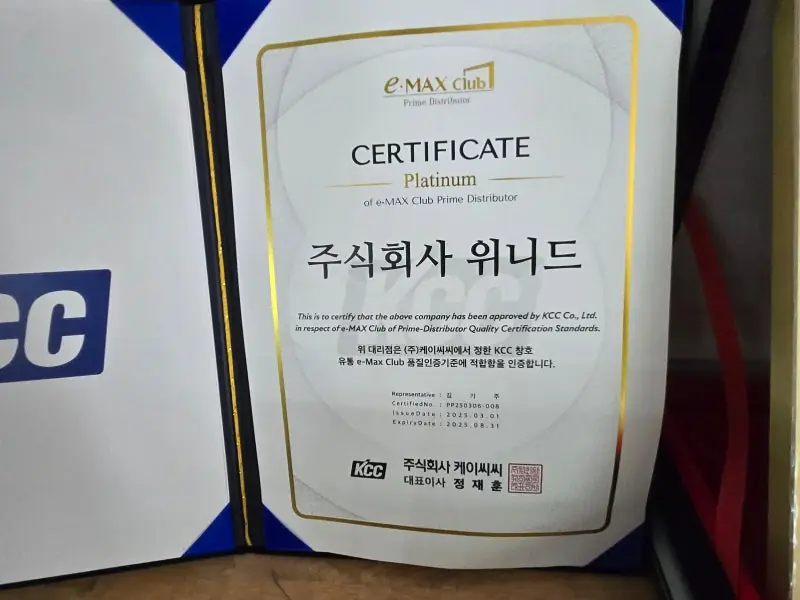 CC
e·MAX Club
Prime Distributor
CERTIFICATE
Platinum
of e-MAX Club Prime Distributor
주식회사 위니드
KCC
This is to certify that the above company has been approved by KCC Co., Ltd.
in respect of e-MAX Club of Prime-Distributor Quality Certification Standards.
위 대리점은 (주)케이씨씨에서 정한 KCC 창호
유통 e-Max Club 품질인증기준에 적합함을 인증합니다.
Representative : 김 기 주
CertifiedNo. : PP250306-006
IssueDate : 2025.03.01
ExpiryDate : 2025.08.31
KCC
주식회사 케이씨씨
대표이사 정재훈